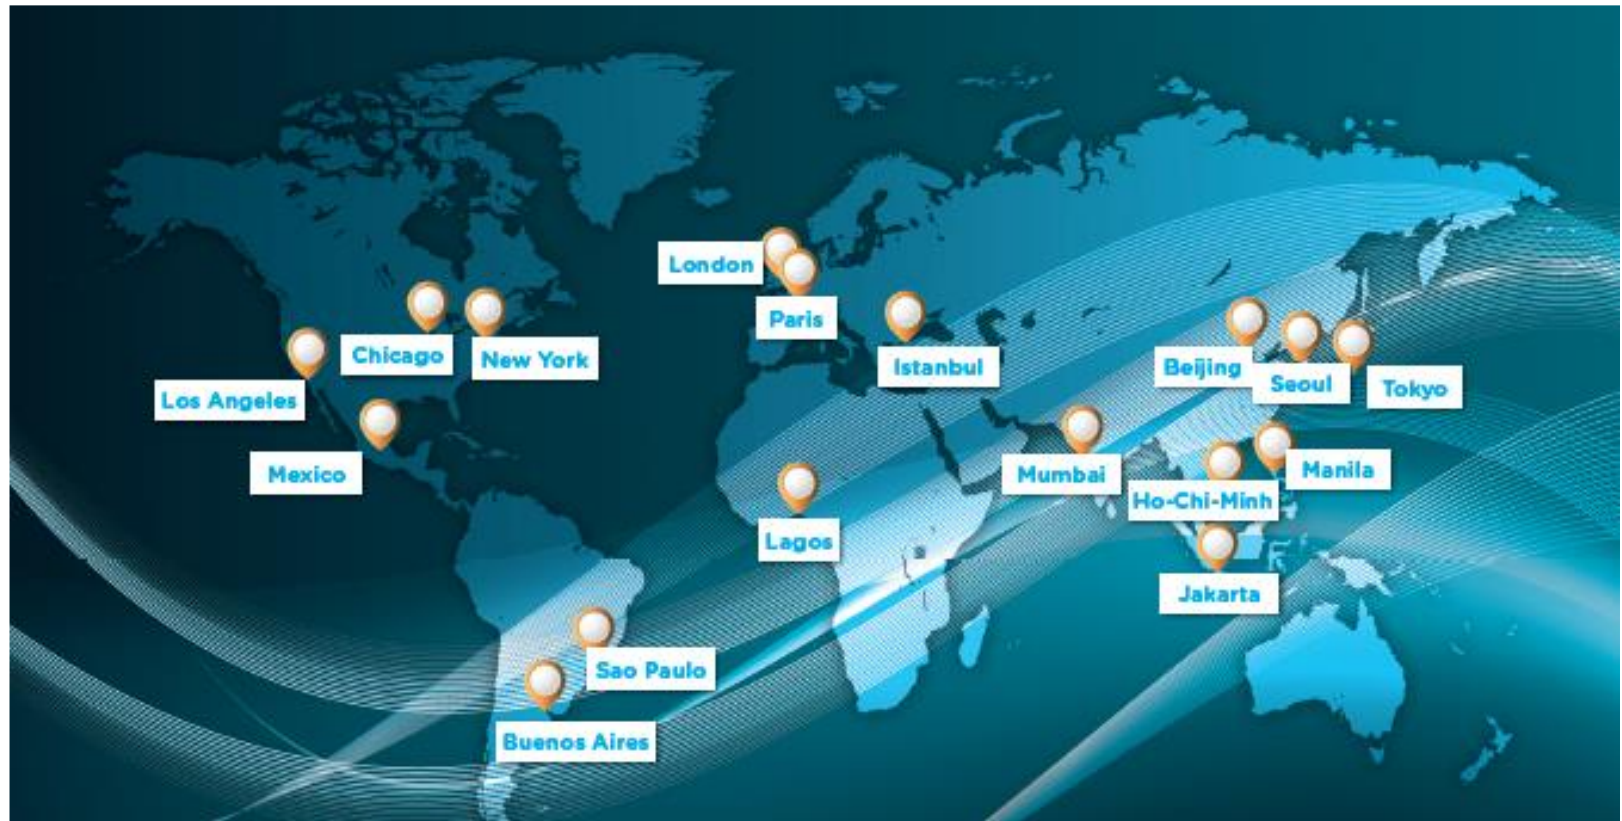 London
Paris
Chicago
New York
Istanbul
Beijing
Seoul
Tokyo
Los Angeles
Mexico
Mumbai
Manila
Ho-Chi-Minh
Lagos
Jakarta
Sao Paulo
Buenos Aires